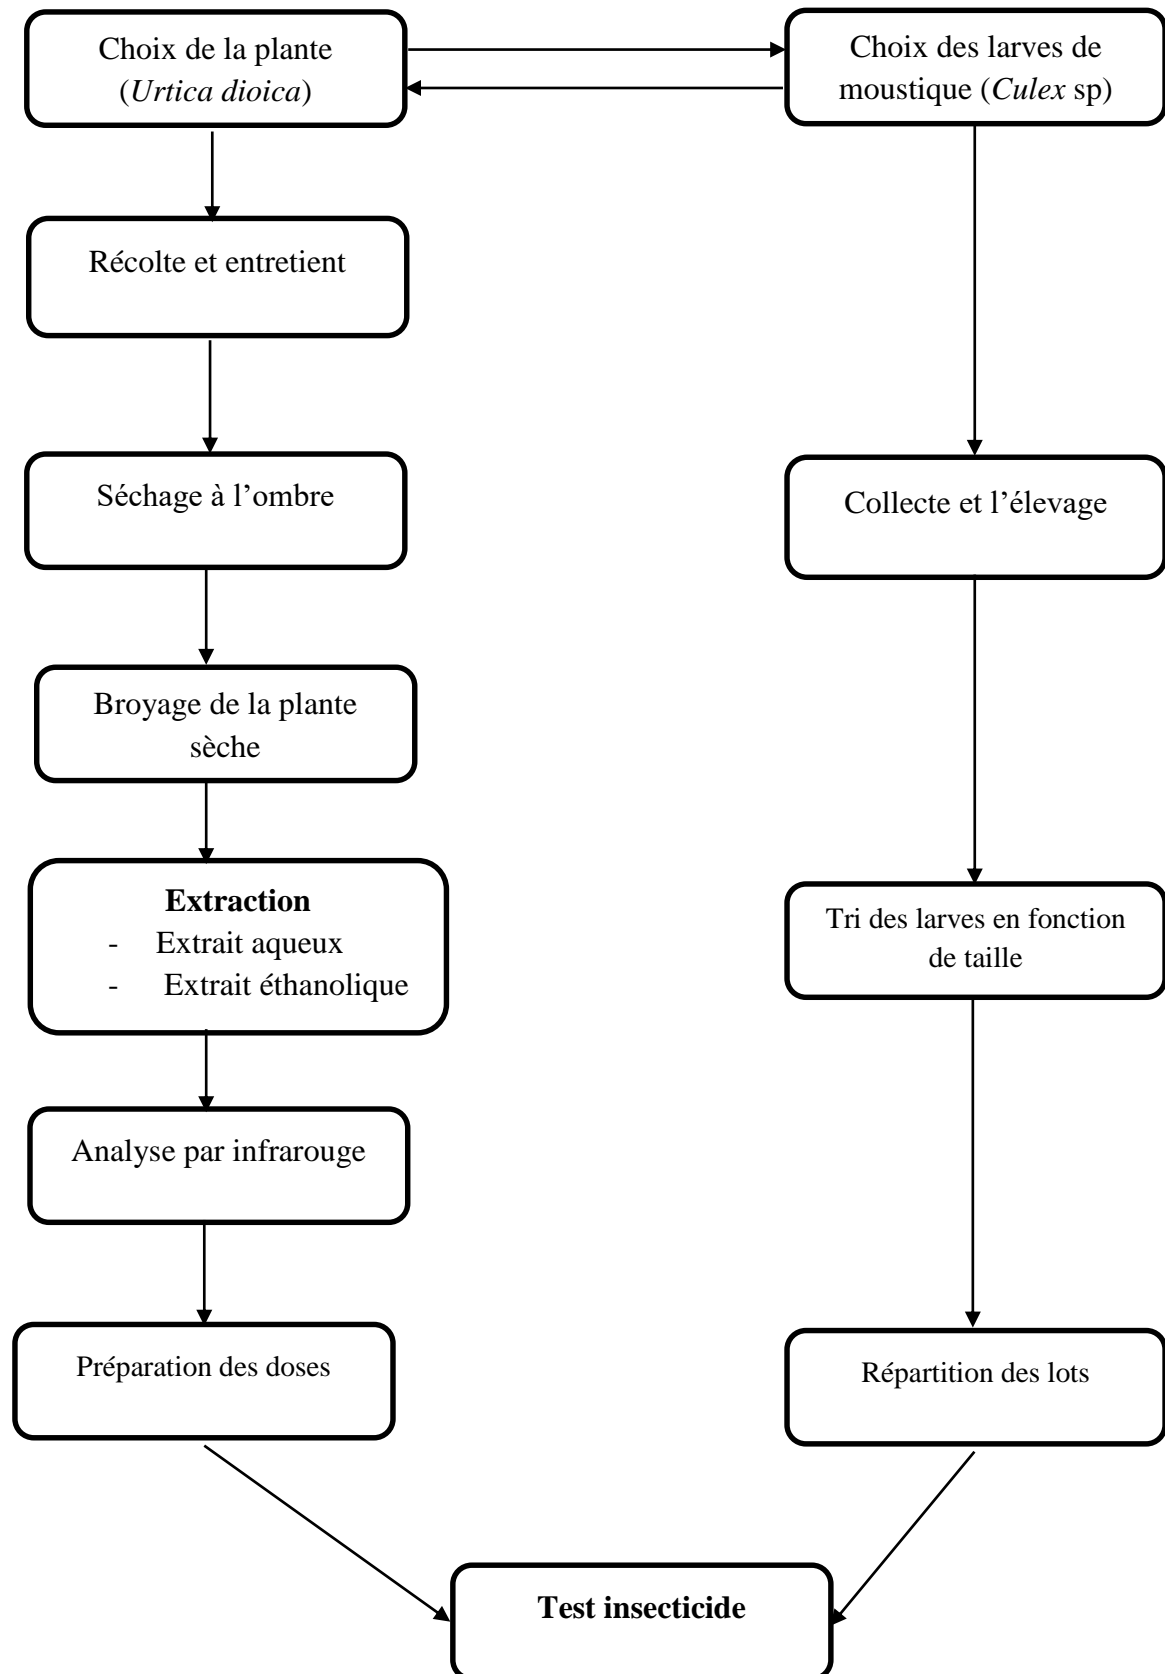 Choix de la plante
(Urtica dioica)
Choix des larves de
moustique (Culex sp)
Récolte et entretient
Séchage à l’ombre
Collecte et l’élevage
Broyage de la plante
sèche
Extraction
- Extrait aqueux
- Extrait éthanolique
Tri des larves en fonction
de taille
Analyse par infrarouge
Préparation des doses
Répartition des lots
Test insecticide